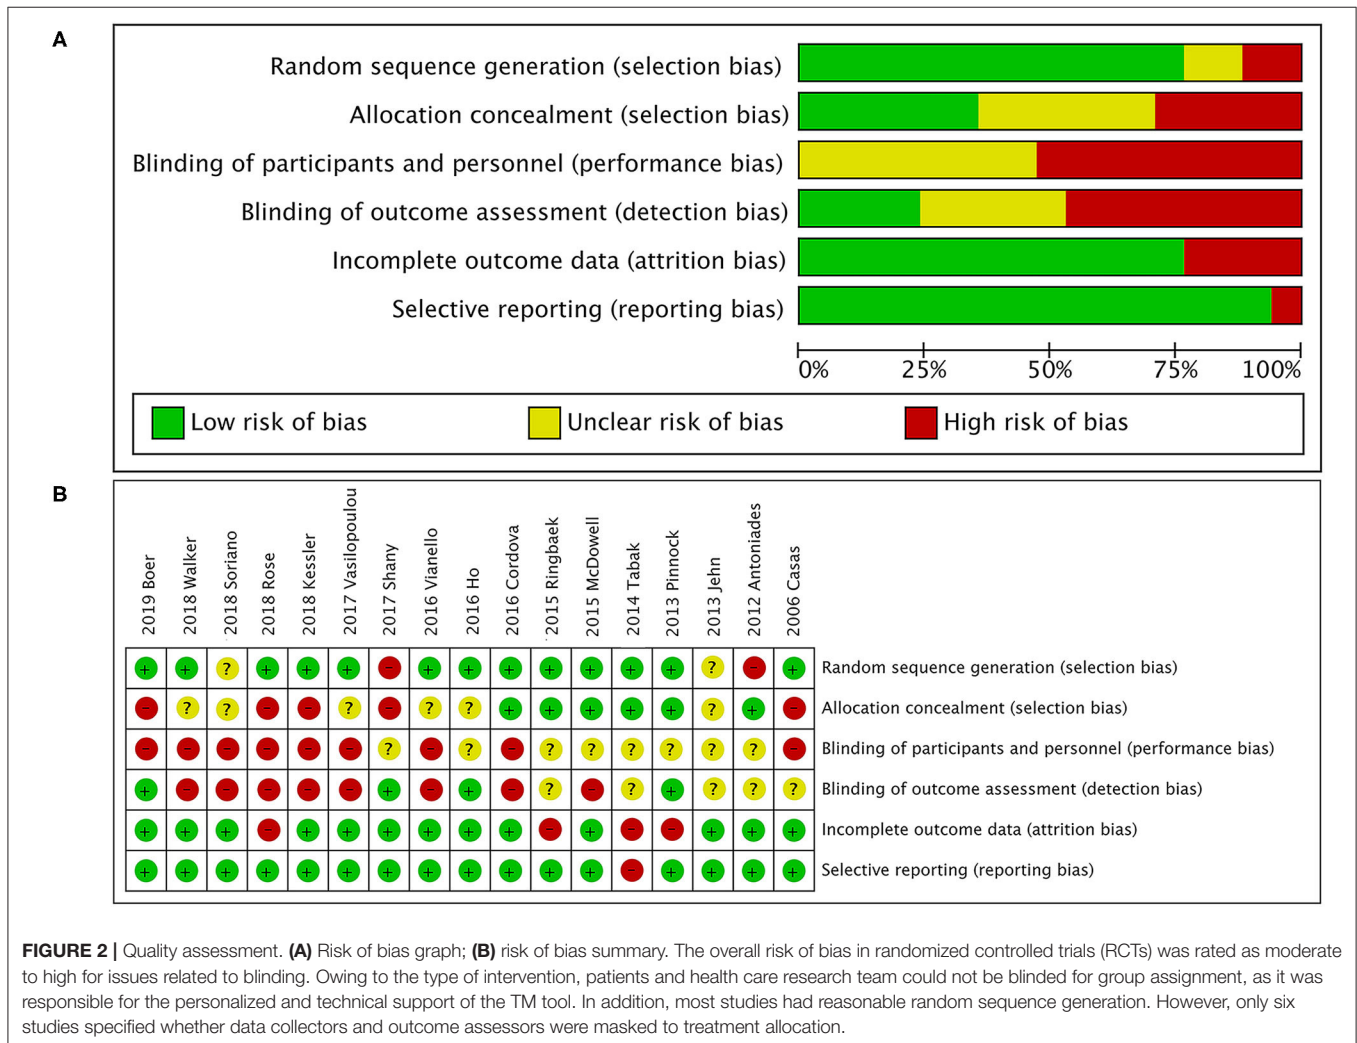 A
Random sequence generation (selection bias)
Allocation concealment (selection bias)
Blinding of participants and personnel (performance bias)
Blinding of outcome assessment (detection bias)
Incomplete outcome data (attrition bias)
Selective reporting (reporting bias)
0% 25% 50% 75% 100%
Low risk of bias Unclear risk of bias High risk of bias
B
2019 Boer
2018 Walker
2018 Soriano
2018 Rose
2018 Kessler
2017 Vasilopoulou
2017 Shany
2016 Vianello
2016 Ho
2016 Cordova
2015 Ringbaek
2015 McDowell
2014 Tabak
2013 Pinnock
2013 Jehn
2012 Antoniades
2006 Casas
+ + ? + + + - + + + + + + + ? - + Random sequence generation (selection bias)
- ? ? - - ? - ? ? + + + + + ? + - Allocation concealment (selection bias)
- - - - - - ? - ? - ? ? ? ? ? ? - Blinding of participants and personnel (performance bias)
+ - - - - - + - + - ? - ? + ? ? ? Blinding of outcome assessment (detection bias)
+ + + - + + + + + + - + - - + + + Incomplete outcome data (attrition bias)
+ + + + + + + + + + + + - + + + + Selective reporting (reporting bias)
FIGURE 2 | Quality assessment. (A) Risk of bias graph; (B) risk of bias summary. The overall risk of bias in randomized controlled trials (RCTs) was rated as moderate
to high for issues related to blinding. Owing to the type of intervention, patients and health care research team could not be blinded for group assignment, as it was
responsible for the personalized and technical support of the TM tool. In addition, most studies had reasonable random sequence generation. However, only six
studies specified whether data collectors and outcome assessors were masked to treatment allocation.